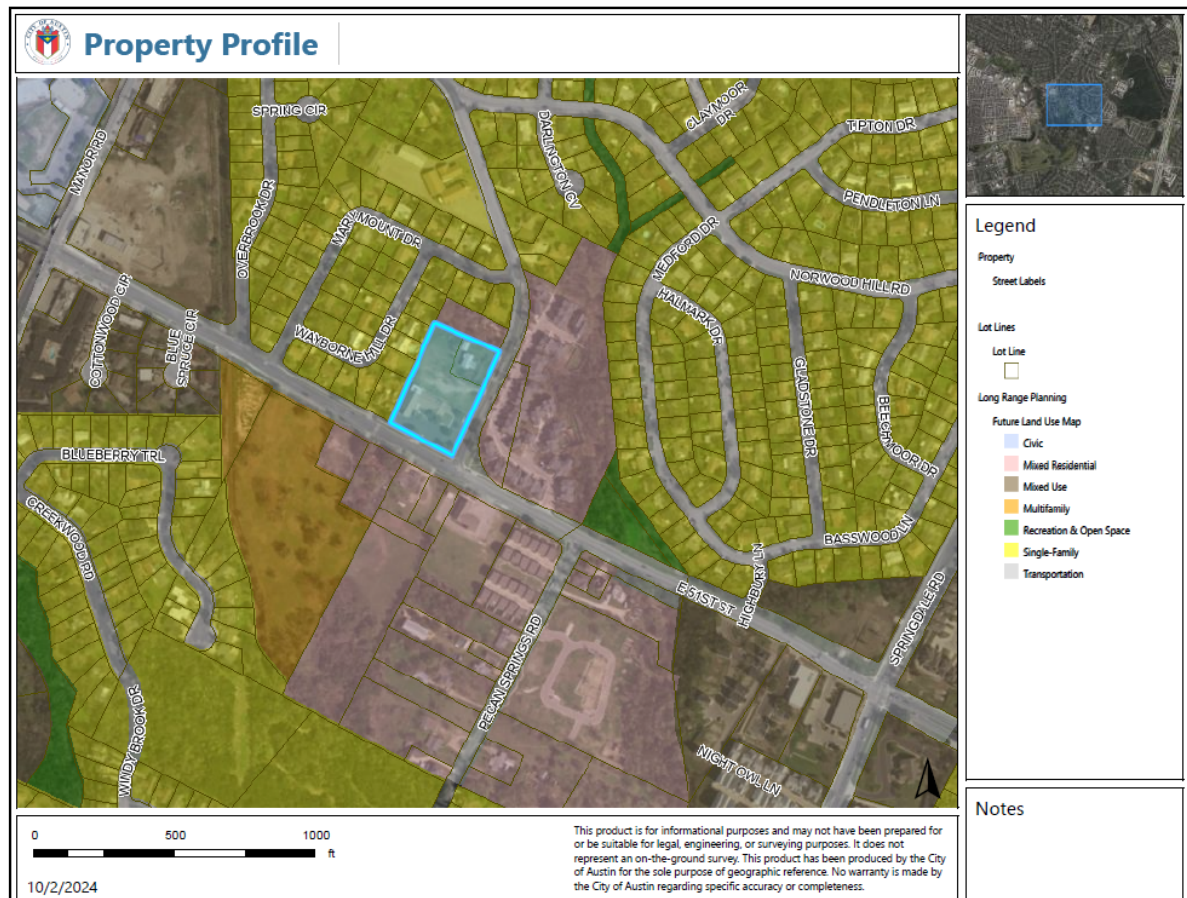 CITY OF AUSTIN
Property Profile
SPRING CIR
MANOR RD
OVERBROOK DR
DARLINGTON CV
CLAYMOOR
DR
TIPTON DR
PENDLETON LN
MARYMOUNT DR
MEDFORD DR
NORWOOD HILL RD
HALMARK DR
COTTONWOOD CIR
BLUE
SPRUCE CIR
WAYBORNE HILL DR
GLADSTONE DR
BEECHMOOR DR
BLUEBERRY TRL
CREEKWOOD RD
BASSWOOD LN
E 51ST ST
HIGHBURY LN
SPRINGDALE RD
PECAN SPRINGS RD
WINDYBROOK DR
NIGHT OWL LN
Legend
Property
Street Labels
Lot Lines
Lot Line
Long Range Planning
Future Land Use Map
Civic
Mixed Residential
Mixed Use
Multifamily
Recreation & Open Space
Single-Family
Transportation
Notes
0 500 1000
ft
10/2/2024
This product is for informational purposes and may not have been prepared for
or be suitable for legal, engineering, or surveying purposes. It does not
represent an on-the-ground survey. This product has been produced by the City
of Austin for the sole purpose of geographic reference. No warranty is made by
the City of Austin regarding specific accuracy or completeness.